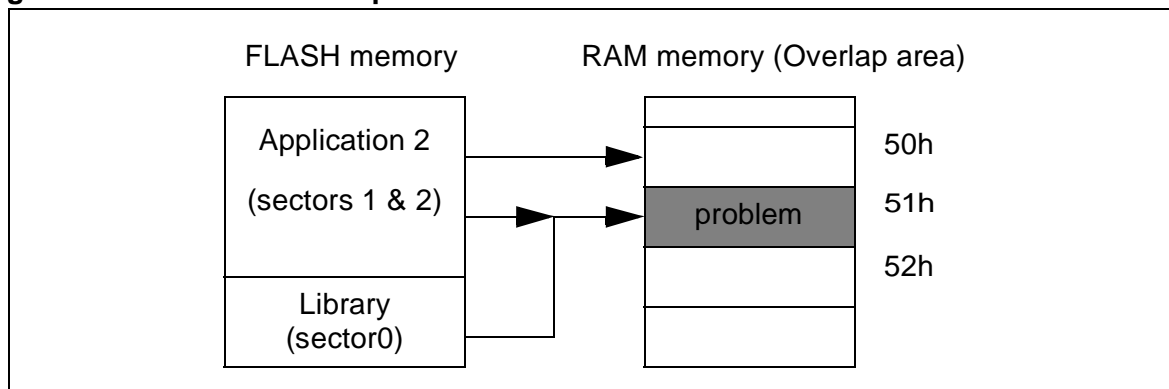 FLASH memory
RAM memory (Overlap area)
Application 2
(sectors 1 & 2)
Library
(sector0)
problem
50h
51h
52h